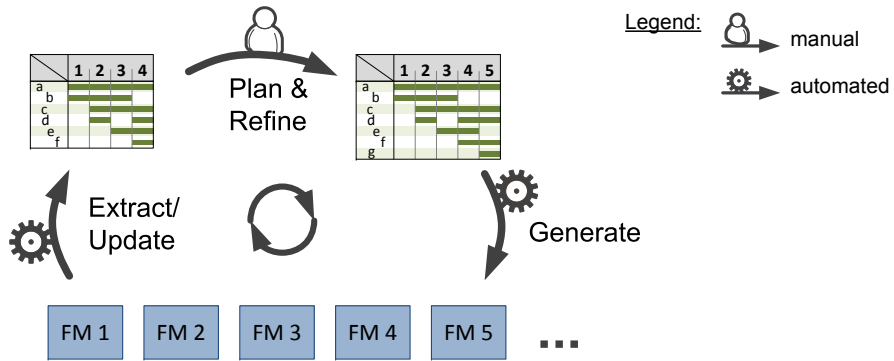 Legend:
manual
automated
1 2 3 4
a
b
c
d
e
f
Plan &
Refine
1 2 3 4 5
a
b
c
d
e
f
g
Extract/
Update
Generate
FM 1 FM 2 FM 3 FM 4 FM 5 ...